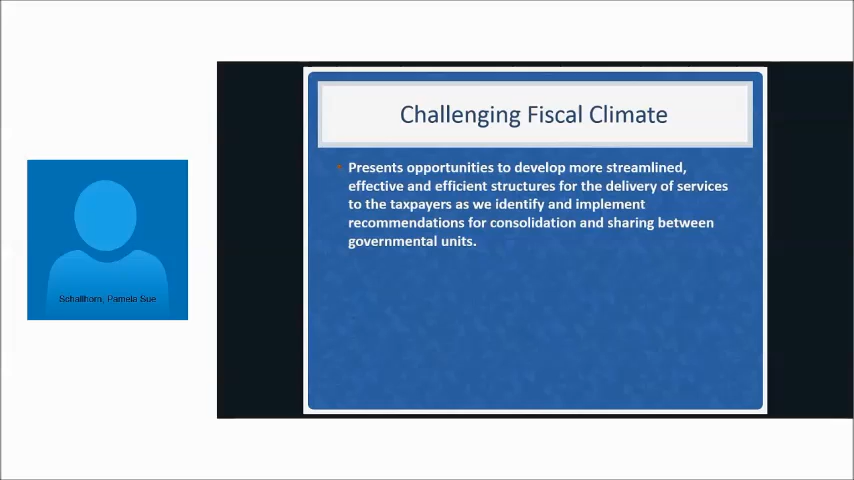 Challenging Fiscal Climate
• Presents opportunities to develop more streamlined,
effective and efficient structures for the delivery of services
to the taxpayers as we identify and implement
recommendations for consolidation and sharing between
governmental units.
Schallhorn, Pamela Sue